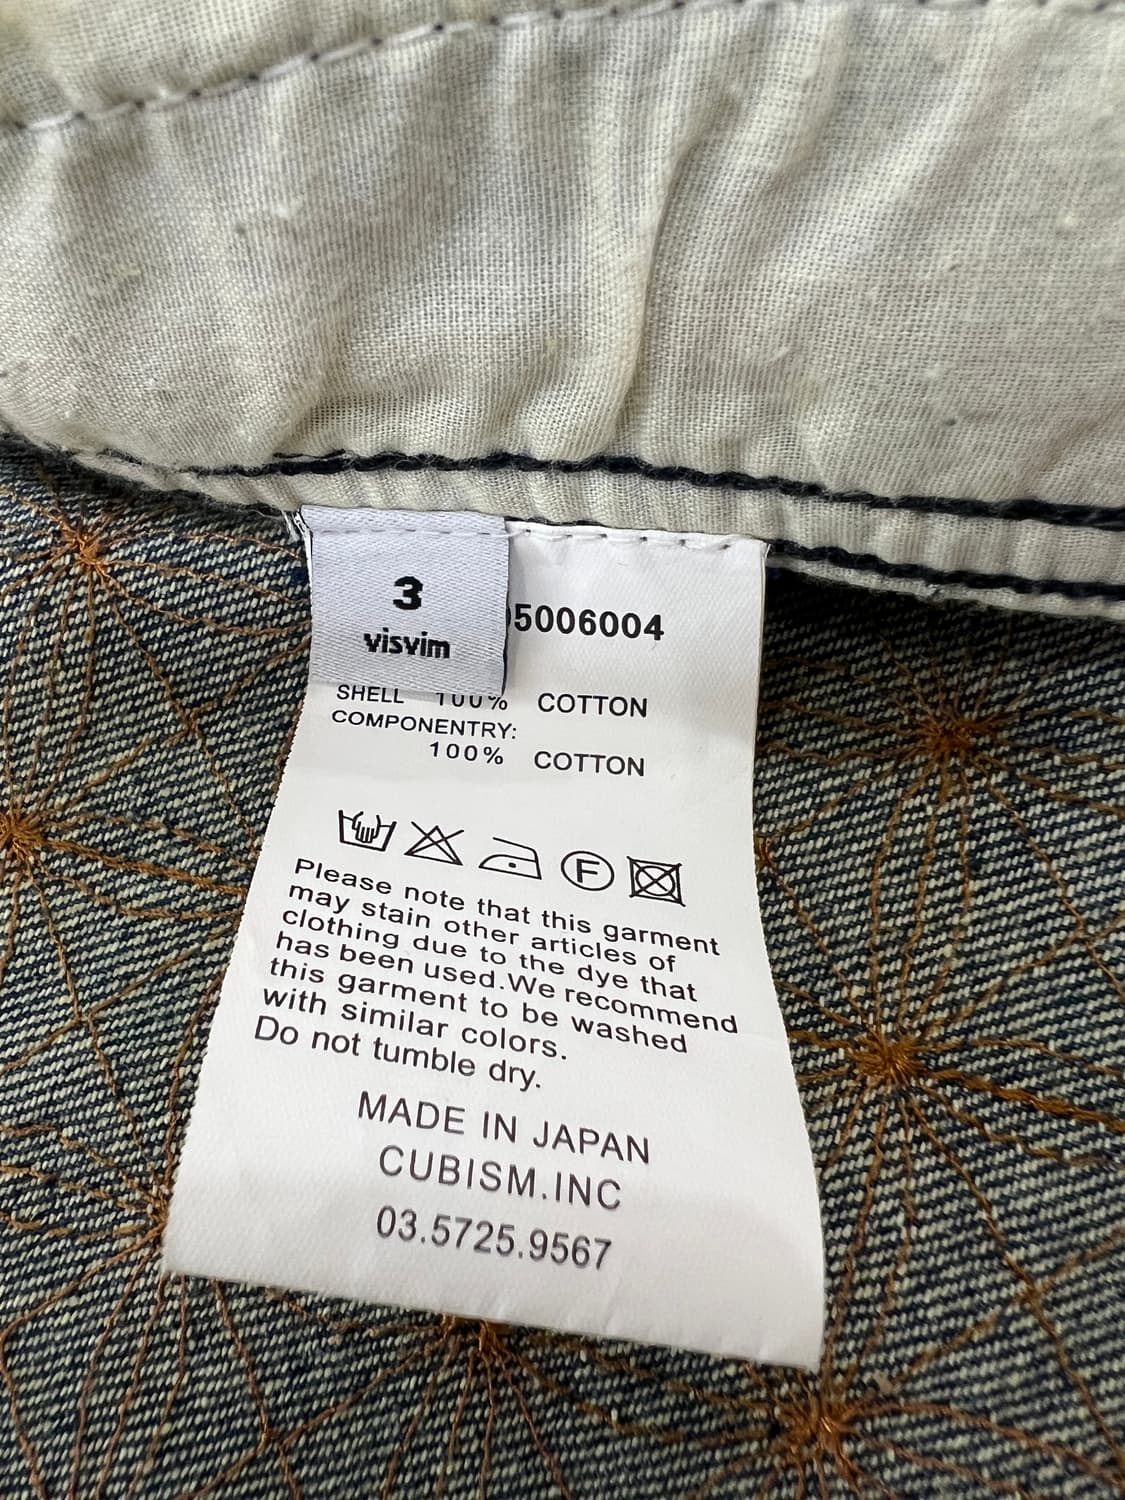 3
visvim
5006004
SHELL 100% COTTON
COMPONENTRY:
100% COTTON
F
Please note that this garment
may stain other articles of
clothing due to the dye that
has been used.We recommend
this garment to be washed
with similar colors.
Do not tumble dry.
MADE IN JAPAN
CUBISM.INC
03.5725.9567